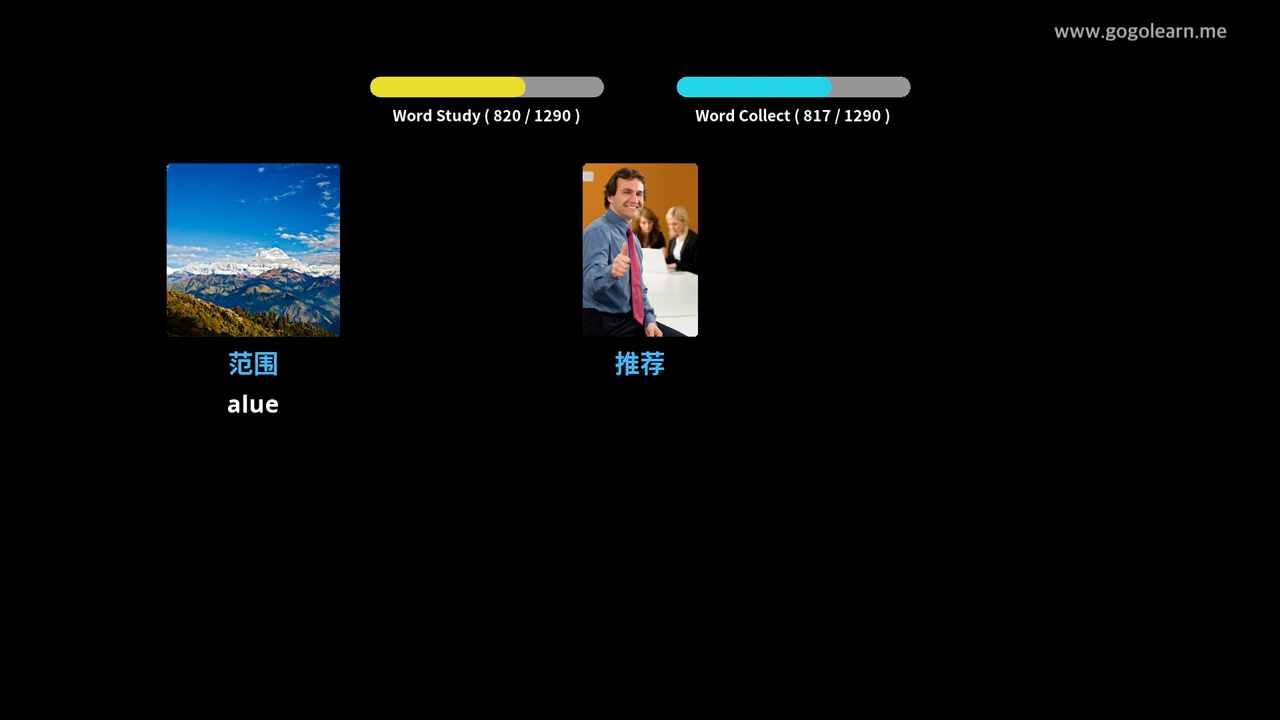 www.gogolearn.me
Word Study ( 820 / 1290 )
Word Collect ( 817 / 1290 )
范围
推荐
alue